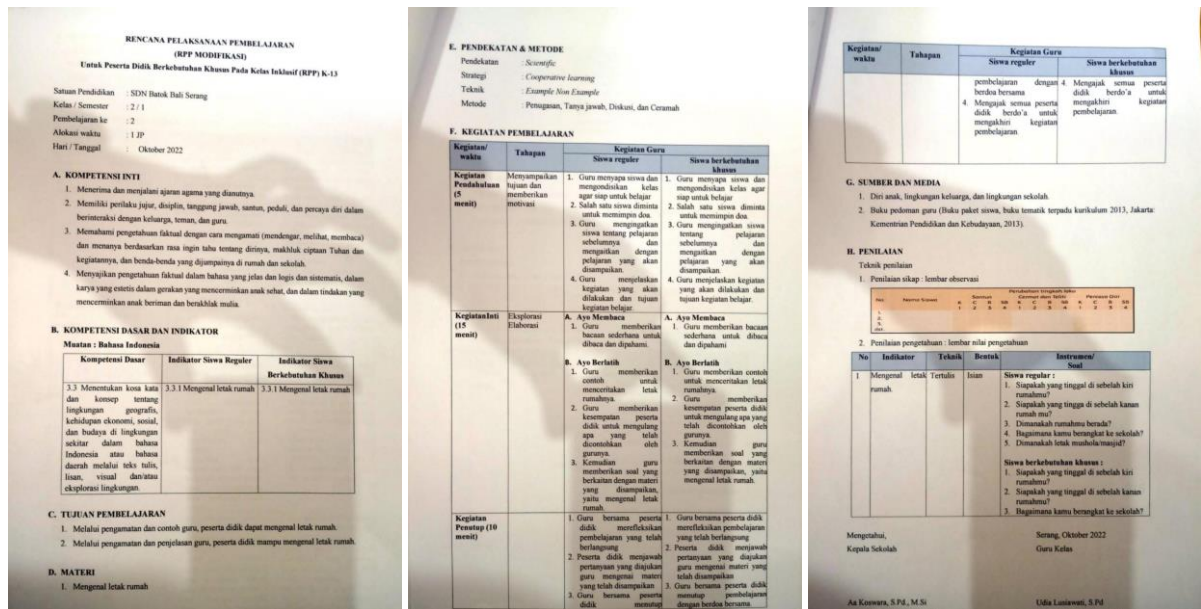 RENCANA PELAKSANAAN PEMBELAJARAN
(RPP MODIFIKASI)
Untuk Peserta Didik Berkebutuhan Khusus Pada Kelas Inklusif (RPP) K-13
Satuan Pendidikan : SDN Batok Bali Serang
Kelas / Semester : 2 / 1
Pembelajaran ke : 2
Alokasi waktu : 1 JP
Hari / Tanggal : Oktober 2022
A. KOMPETENSI INTI
1. Menerima dan menjalani ajaran agama yang dianutnya.
2. Memiliki perilaku jujur, disiplin, tanggung jawab, santun, peduli, dan percaya diri dalam
berinteraksi dengan keluarga, teman, dan guru.
3. Memahami pengetahuan faktual dengan cara mengamati (mendengar, melihat, membaca)
dan menanya berdasarkan rasa ingin tahu tentang dirinya, makhluk ciptaan Tuhan dan
kegiatannya, dan benda-benda yang dijumpainya di rumah dan sekolah.
4. Menyajikan pengetahuan faktual dalam bahasa yang jelas dan logis dan sistematis, dalam
karya yang estetis dalam gerakan yang mencerminkan anak sehat, dan dalam tindakan yang
mencerminkan anak beriman dan berakhlak mulia.
B. KOMPETENSI DASAR DAN INDIKATOR
Muatan : Bahasa Indonesia
Kompetensi Dasar
Indikator Siswa Reguler
Indikator Siswa
Berkebutuhan Khusus
3.3 Menentukan kosa kata
dan konsep tentang
lingkungan geografis,
kehidupan ekonomi, sosial,
dan budaya di lingkungan
sekitar dalam bahasa
Indonesia atau bahasa
daerah melalui teks tulis,
lisan, visual dan/atau
eksplorasi lingkungan.
3.3.1 Mengenal letak rumah
3.3.1 Mengenal letak rumah
C. TUJUAN PEMBELAJARAN
1. Melalui pengamatan dan contoh guru, peserta didik dapat mengenal letak rumah.
2. Melalui pengamatan dan penjelasan guru, peserta didik mampu mengenal letak rumah.
D. MATERI
1. Mengenal letak rumah
E. PENDEKATAN & METODE
Pendekatan : Scientific
Strategi : Cooperative learning
Teknik : Example Non Example
Metode : Penugasan, Tanya jawab, Diskusi, dan Ceramah
F. KEGIATAN PEMBELAJARAN
Kegiatan/
waktu
Tahapan
Kegiatan Guru
Siswa reguler
Siswa berkebutuhan
khusus
Kegiatan
Pendahuluan
(5
menit)
Menyampaikan
tujuan dan
memberikan
motivasi
1. Guru menyapa siswa dan
mengondisikan kelas
agar siap untuk belajar
2. Salah satu siswa diminta
untuk memimpin doa.
3. Guru mengingatkan
siswa tentang pelajaran
sebelumnya dan
mengaitkan dengan
pelajaran yang akan
disampaikan.
4. Guru menjelaskan
kegiatan yang akan
dilakukan dan tujuan
kegiatan belajar.
1. Guru menyapa siswa dan
mengondisikan kelas agar
siap untuk belajar
2. Salah satu siswa diminta
untuk memimpin doa.
3. Guru mengingatkan siswa
tentang pelajaran
sebelumnya dan
mengaitkan dengan
pelajaran yang akan
disampaikan.
4. Guru menjelaskan kegiatan
yang akan dilakukan dan
tujuan kegiatan belajar.
KegiatanInti
(15
menit)
Eksplorasi
Elaborasi
A. Ayo Membaca
1. Guru memberikan
bacaan sederhana untuk
dibaca dan dipahami.
B. Ayo Berlatih
1. Guru memberikan
contoh untuk
menceritakan letak
rumahnya.
2. Guru memberikan
kesempatan peserta
didik untuk mengulang
apa yang telah
dicontohkan oleh
gurunya.
3. Kemudian guru
memberikan soal yang
berkaitan dengan materi
yang disampaikan,
yaitu mengenal letak
rumah.
A. Ayo Membaca
1. Guru memberikan bacaan
sederhana untuk dibaca
dan dipahami
B. Ayo Berlatih
1. Guru memberikan contoh
untuk menceritakan letak
rumahnya.
2. Guru memberikan
kesempatan peserta didik
untuk mengulang apa yang
telah dicontohkan oleh
gurunya.
3. Kemudian guru
memberikan soal yang
berkaitan dengan materi
yang disampaikan, yaitu
mengenal letak rumah.
Kegiatan
Penutup (10
menit)
1. Guru bersama peserta
didik merefleksikan
pembelajaran yang telah
berlangsung
2. Peserta didik menjawab
pertanyaan yang diajukan
guru mengenai materi
yang telah disampaikan
3. Guru bersama peserta
didik menutup
1. Guru bersama peserta didik
merefleksikan pembelajaran
yang telah berlangsung
2. Peserta didik menjawab
pertanyaan yang diajukan
guru mengenai materi yang
telah disampaikan
3. Guru bersama peserta didik
menutup pembelajaran
dengan berdoa bersama.
Kegiatan/
waktu
Tahapan
Kegiatan Guru
Siswa reguler
Siswa berkebutuhan
khusus
pembelajaran dengan
berdoa bersama
4. Mengajak semua peserta
didik berdo'a untuk
mengakhiri kegiatan
pembelajaran.
4. Mengajak semua peserta
didik berdo'a untuk
mengakhiri kegiatan
pembelajaran.
G. SUMBER DAN MEDIA
1. Diri anak, lingkungan keluarga, dan lingkungan sekolah.
2. Buku pedoman guru (Buku paket siswa, buku tematik terpadu kurikulum 2013, Jakarta:
Kementrian Pendidikan dan Kebudayaan, 2013).
H. PENILAIAN
Teknik penilaian
1. Penilaian sikap : lembar observasi
No
Nama Siswa
Perubahan tingkah laku
Santun
Cermat dan Teliti
Percaya Diri
K C B SB K C B SB K C B SB
1 2 3 4 1 2 3 4 1 2 3 4
1.
2.
3.
dst.
2. Penilaian pengetahuan : lembar nilai pengetahuan
No Indikator Teknik Bentuk Instrumen/
Soal
1 Mengenal letak
rumah.
Tertulis
Isian
Siswa regular :
1. Siapakah yang tinggal di sebelah kiri
rumahmu?
2. Siapakah yang tingga di sebelah kanan
rumah mu?
3. Dimanakah rumahmu berada?
4. Bagaimana kamu berangkat ke sekolah?
5. Dimanakah letak mushola/masjid?
Siswa berkebutuhan khusus :
1. Siapakah yang tinggal di sebelah kiri
rumahmu?
2. Siapakah yang tinggal di sebelah kanan
rumahmu?
3. Bagaimana kamu berangkat ke sekolah?
Mengetahui,
Kepala Sekolah
Serang, Oktober 2022
Guru Kelas
Aa Koswara, S.Pd., M.Si
Udia Lusiawati, S.Pd